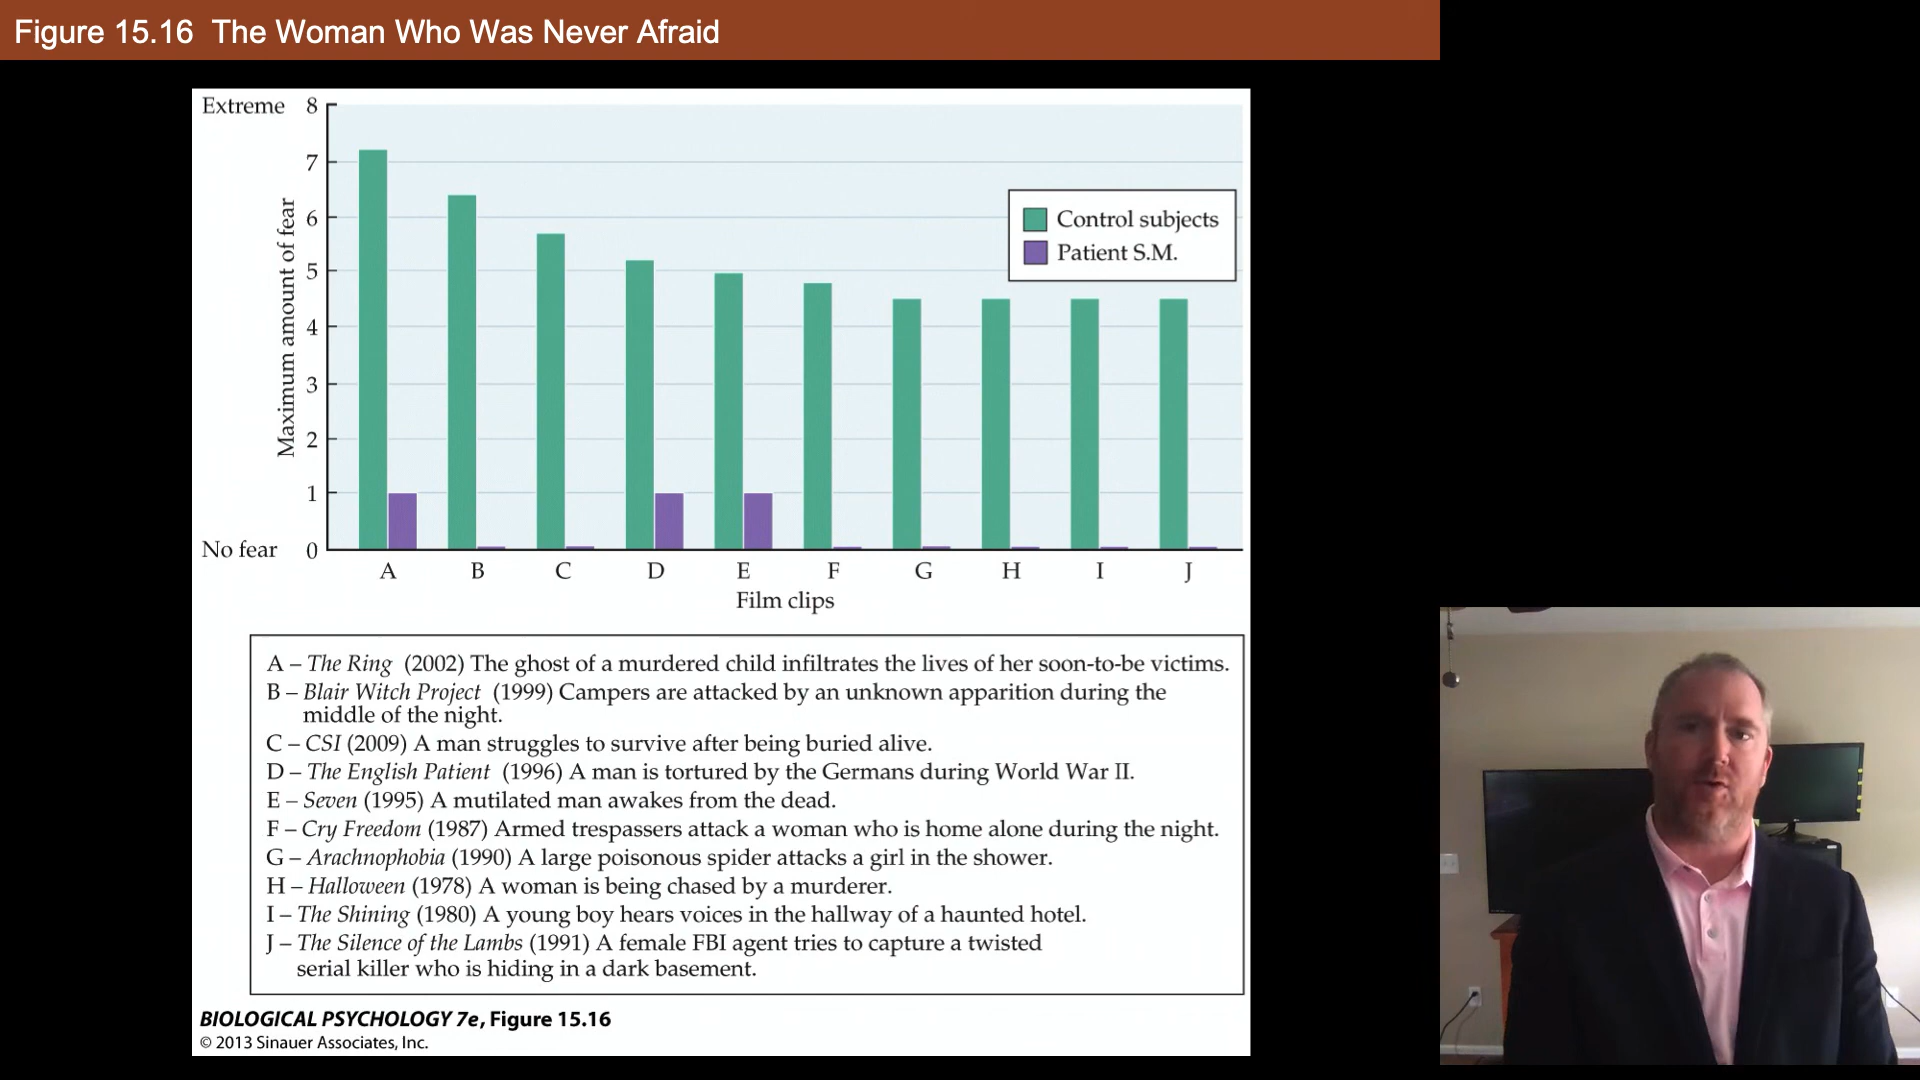 Figure 15.16 The Woman Who Was Never Afraid
Extreme 8
7
6
5
4
3
2
1
No fear 0
Maximum amount of fear
Control subjects
Patient S.M.
A B C D E F G H I J
Film clips
A – The Ring (2002) The ghost of a murdered child infiltrates the lives of her soon-to-be victims.
B – Blair Witch Project (1999) Campers are attacked by an unknown apparition during the
middle of the night.
C – CSI (2009) A man struggles to survive after being buried alive.
D – The English Patient (1996) A man is tortured by the Germans during World War II.
E – Seven (1995) A mutilated man awakes from the dead.
F – Cry Freedom (1987) Armed trespassers attack a woman who is home alone during the night.
G – Arachnophobia (1990) A large poisonous spider attacks a girl in the shower.
H – Halloween (1978) A woman is being chased by a murderer.
I – The Shining (1980) A young boy hears voices in the hallway of a haunted hotel.
J – The Silence of the Lambs (1991) A female FBI agent tries to capture a twisted
serial killer who is hiding in a dark basement.
BIOLOGICAL PSYCHOLOGY 7e, Figure 15.16
© 2013 Sinauer Associates, Inc.